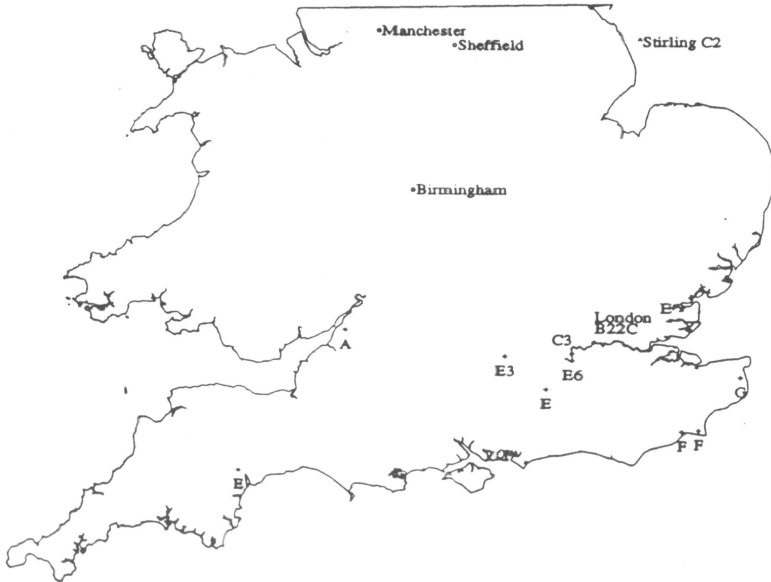 Manchester
Sheffield
Stirling C2
Birmingham
E
London
B22C
C3
A
E3
E6
E
G
F F
E